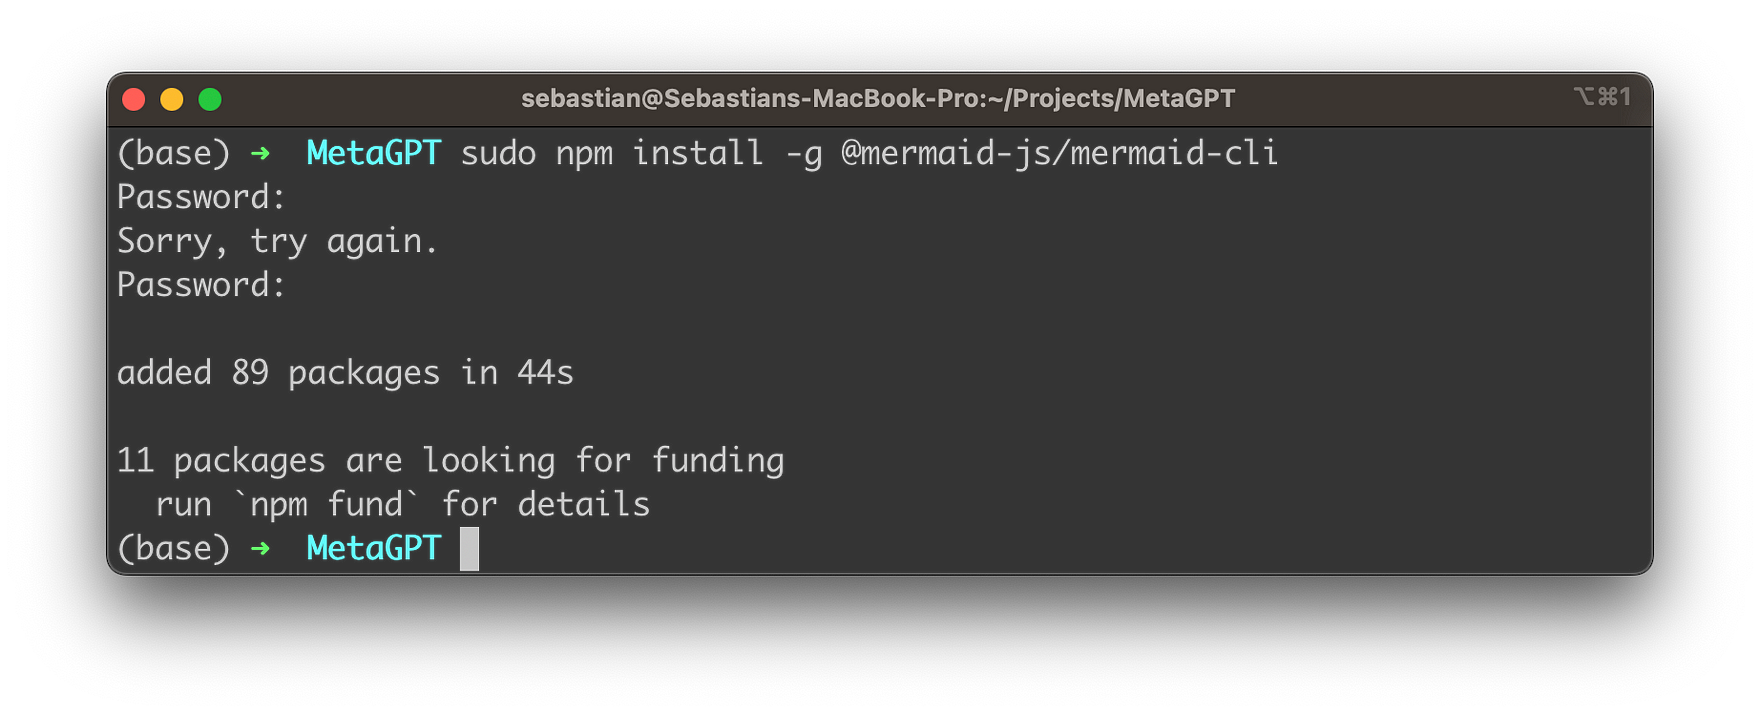 sebastian@Sebastians-MacBook-Pro:~/Projects/MetaGPT ⌥⌘1
(base) ➜ MetaGPT sudo npm install -g @mermaid-js/mermaid-cli
Password:
Sorry, try again.
Password:
added 89 packages in 44s
11 packages are looking for funding
run `npm fund` for details
(base) ➜ MetaGPT